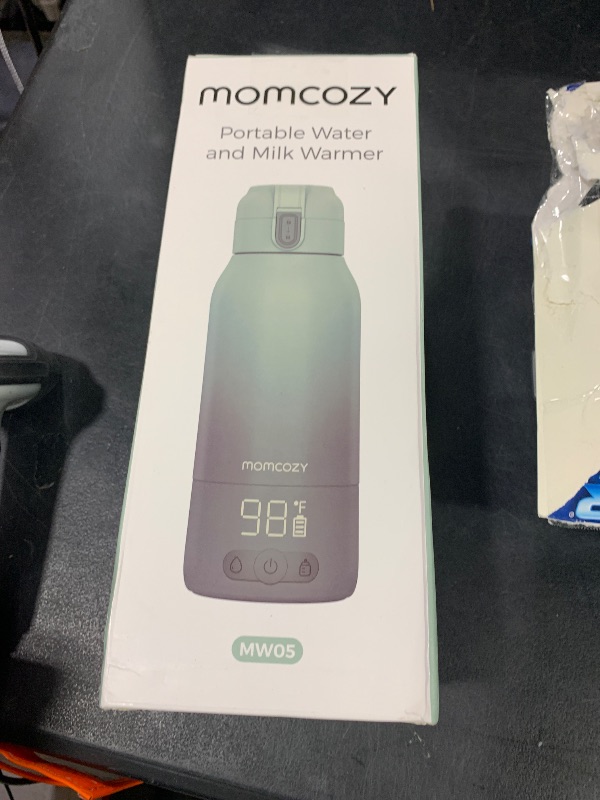 momcozy
Portable Water
and Milk Warmer
momcozy
98°F
MW05